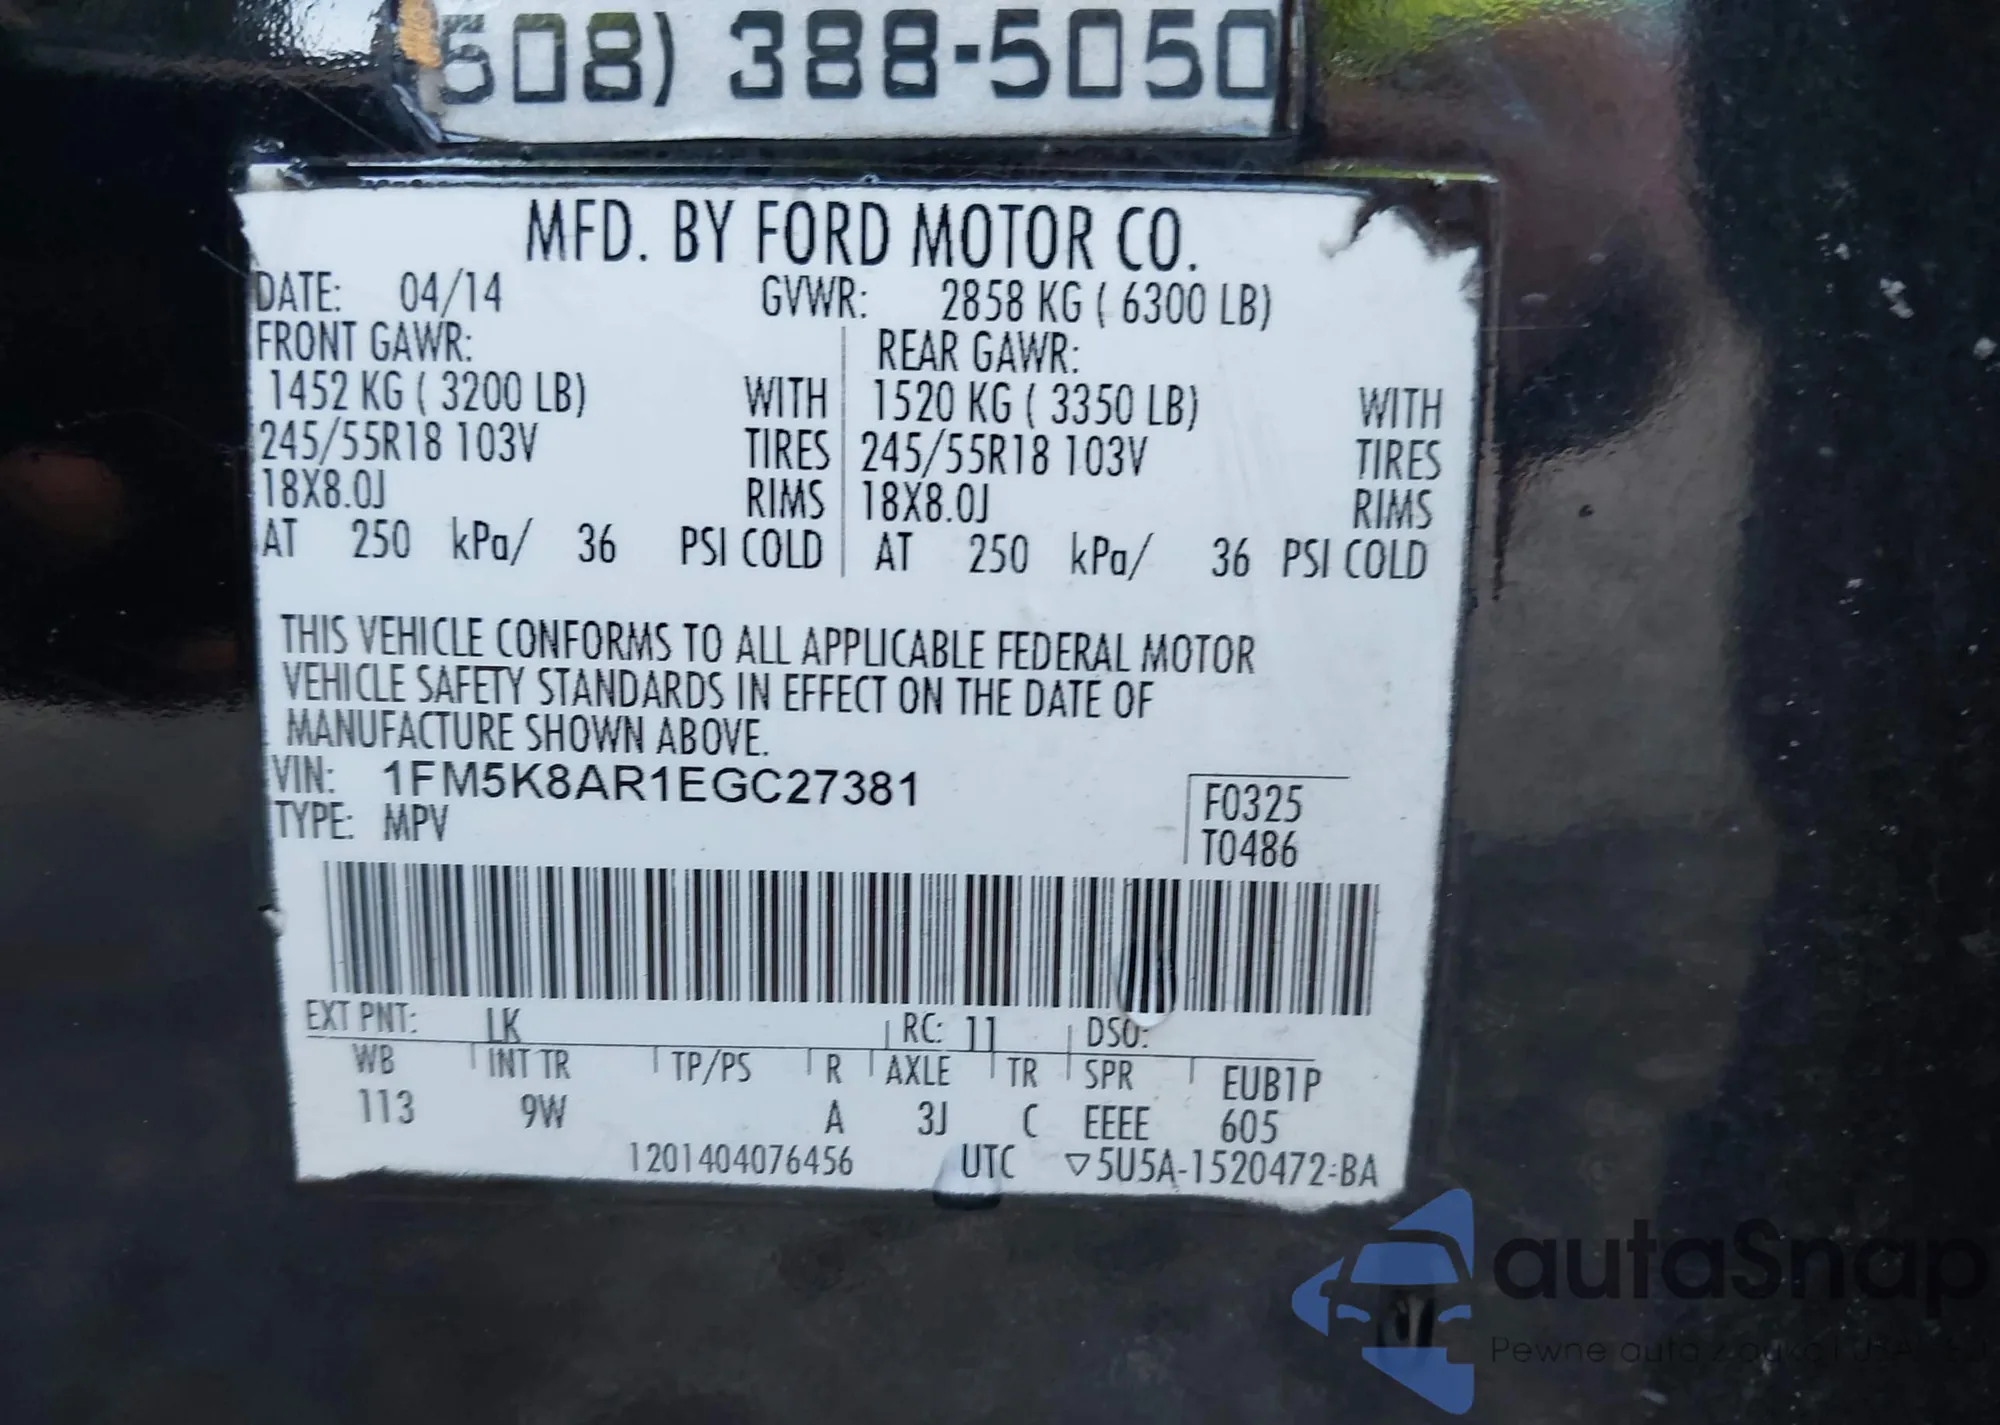 508) 388-5050
MFD. BY FORD MOTOR CO.
DATE: 04/14 GVWR: 2858 KG ( 6300 LB)
FRONT GAWR: REAR GAWR:
1452 KG ( 3200 LB) WITH 1520 KG ( 3350 LB) WITH
245/55R18 103V TIRES 245/55R18 103V TIRES
18X8.0J RIMS 18X8.0J RIMS
AT 250 kPa/ 36 PSI COLD AT 250 kPa/ 36 PSI COLD
THIS VEHICLE CONFORMS TO ALL APPLICABLE FEDERAL MOTOR
VEHICLE SAFETY STANDARDS IN EFFECT ON THE DATE OF
MANUFACTURE SHOWN ABOVE.
VIN: 1FM5K8AR1EGC27381
TYPE: MPV
F0325
T0486
EXT PNT: LK RC: 11 DSO:
WB INT TR TP/PS R AXLE TR SPR EUB1P
113 9W A 3J C EEEE 605
1201404076456 UTC ▽5U5A-1520472-BA
autaSnap
Pewne auta z